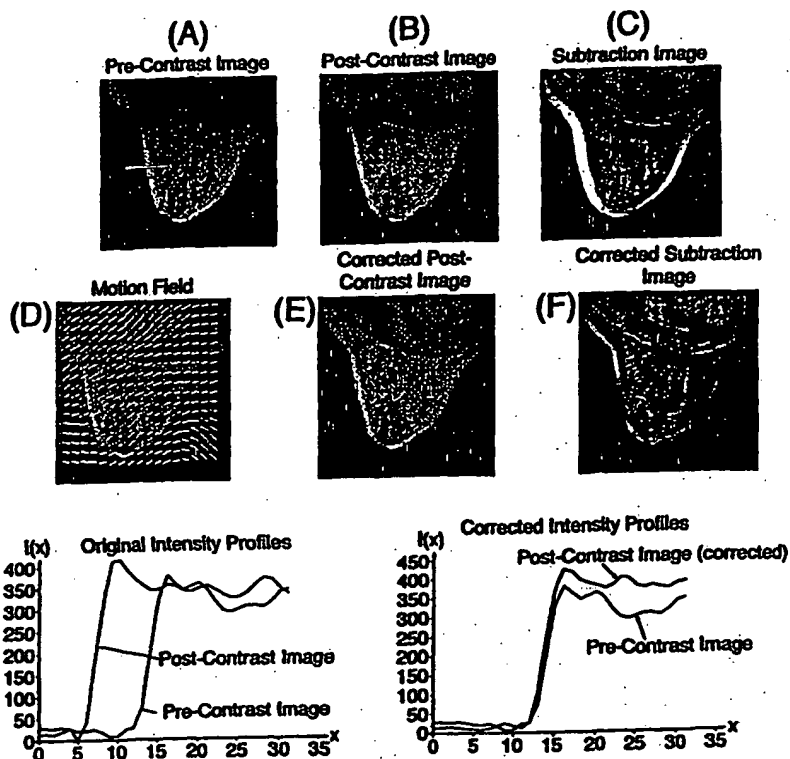 (A)
Pre-Contrast Image
(B)
Post-Contrast Image
(C)
Subtraction Image
(D)
Motion Field
(E)
Corrected Post-
Contrast Image
(F)
Corrected Subtraction
Image
I(x) Original Intensity Profiles
400
350
300
250
200
150
100
50
0
Post-Contrast Image
Pre-Contrast Image
0 5 10 15 20 25 30 35 x
Corrected Intensity Profiles
I(x)
450
400
350
300
250
200
150
100
50
0
Post-Contrast Image (corrected)
Pre-Contrast Image
0 5 10 15 20 25 30 35 x